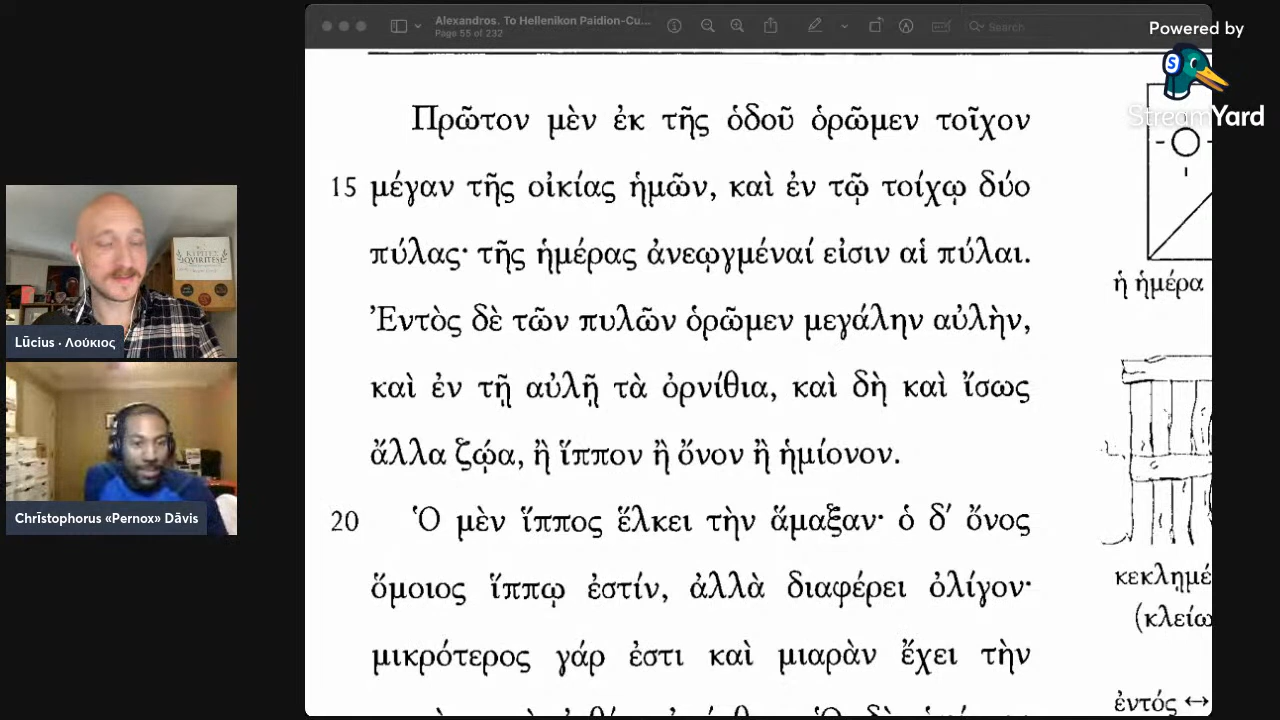 Alexandros. To Hellenikon Paidion-Cu...
Page 55 of 232
Search
Powered by
StreamYard
Πρῶτον μὲν ἐκ τῆς ὁδοῦ ὁρῶμεν τοῖχον
15 μέγαν τῆς οἰκίας ἡμῶν, καὶ ἐν τῷ τοίχῳ δύο
πύλας· τῆς ἡμέρας ἀνεῳγμέναί εἰσιν αἱ πύλαι.
Ἐντὸς δὲ τῶν πυλῶν ὁρῶμεν μεγάλην αὐλὴν,
καὶ ἐν τῇ αὐλῇ τὰ ὀρνίθια, καὶ δὴ καὶ ἴσως
ἄλλα ζῴα, ἢ ἵππον ἢ ὄνον ἢ ἡμίονον.
20 Ὁ μὲν ἵππος ἕλκει τὴν ἅμαξαν· ὁ δ' ὄνος
ὅμοιος ἵππῳ ἐστίν, ἀλλὰ διαφέρει ὀλίγον·
μικρότερος γάρ ἐστι καὶ μιαρὰν ἔχει τὴν
ἡ ἡμέρα
κεκλῃμέ
(κλείω
ἐντός ↔
Lūcius · Λούκιος
Chrīstophorus «Pernox» Dāvis